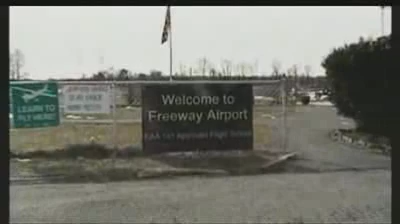 LEARN TO
FLY HERE!
Welcome to
Freeway Airport
FAA 141 Approved Flight School